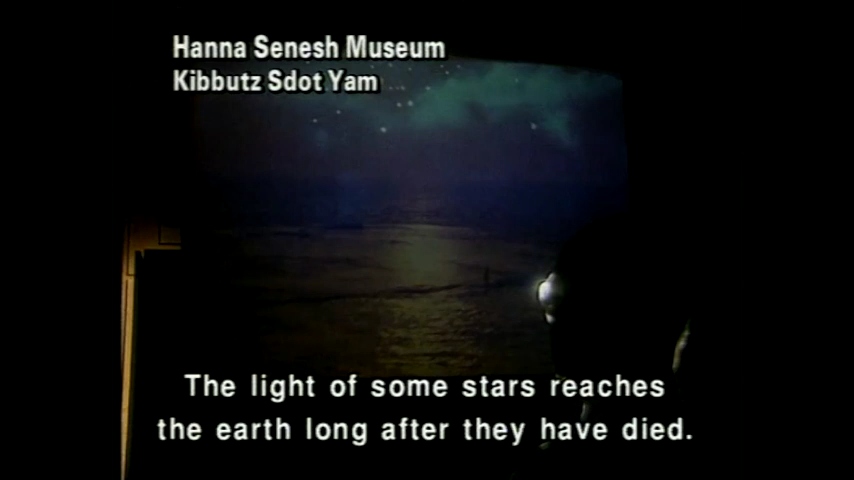 Hanna Senesh Museum
Kibbutz Sdot Yam
The light of some stars reaches
the earth long after they have died.